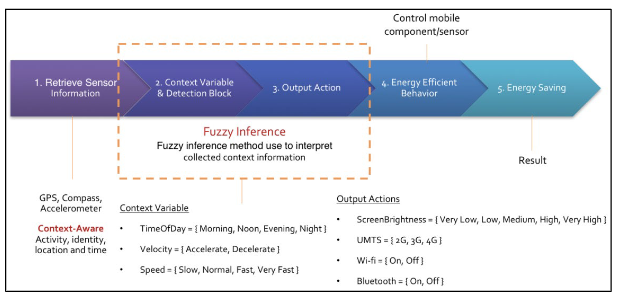 Control mobile
component/sensor
1. Retrieve Sensor
Information
2. Context Variable
& Detection Block
3. Output Action
4. Energy Efficient
Behavior
5. Energy Saving
Fuzzy Inference
Fuzzy inference method use to interpret
collected context information
Result
GPS, Compass,
Accelerometer
Context-Aware
Activity, identity,
location and time
Context Variable
• TimeOfDay = { Morning, Noon, Evening, Night }
• Velocity = { Accelerate, Decelerate }
• Speed = { Slow, Normal, Fast, Very Fast }
Output Actions
• ScreenBrightness = { Very Low, Low, Medium, High, Very High }
• UMTS = { 2G, 3G, 4G }
• Wi-fi = { On, Off }
• Bluetooth = { On, Off }